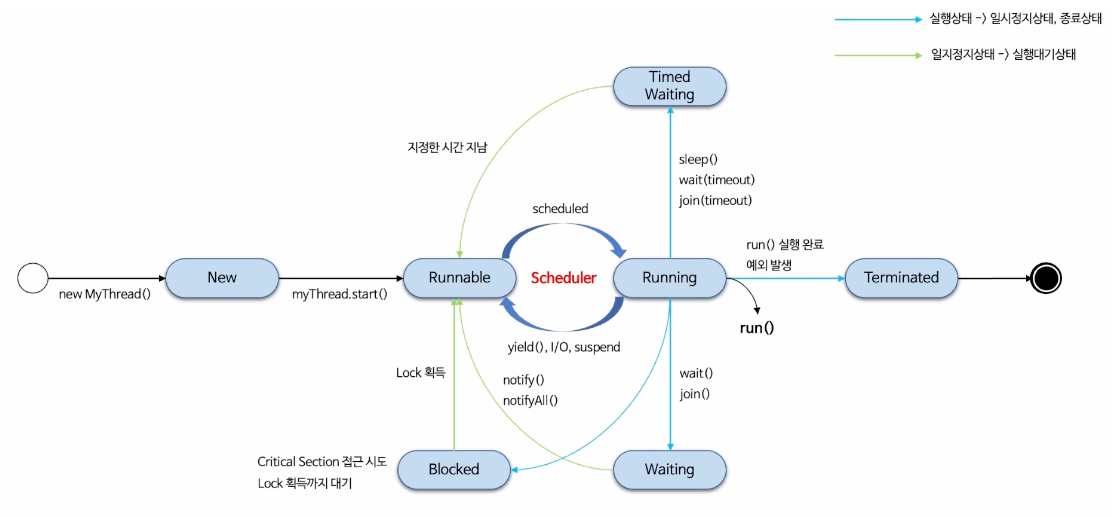 실행상태 -> 일시정지상태, 종료상태
일지정지상태 -> 실행대기상태
Timed
Waiting
지정한 시간 지남
sleep()
wait(timeout)
join(timeout)
scheduled
run() 실행 완료
예외 발생
New
Runnable
Scheduler
Running
Terminated
new MyThread()
myThread.start()
run()
yield(), I/O, suspend
Lock 획득
notify()
notifyAll()
wait()
join()
Critical Section 접근 시도
Lock 획득까지 대기
Blocked
Waiting